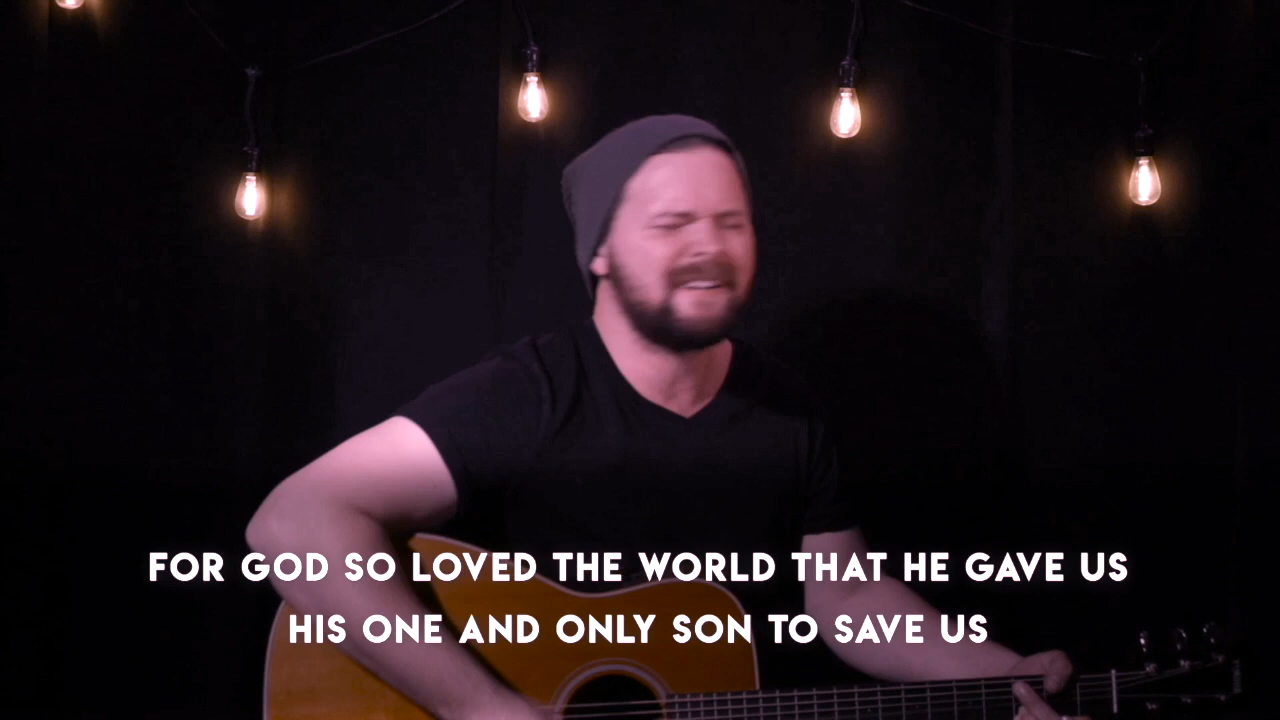 FOR GOD SO LOVED THE WORLD THAT HE GAVE US
HIS ONE AND ONLY SON TO SAVE US